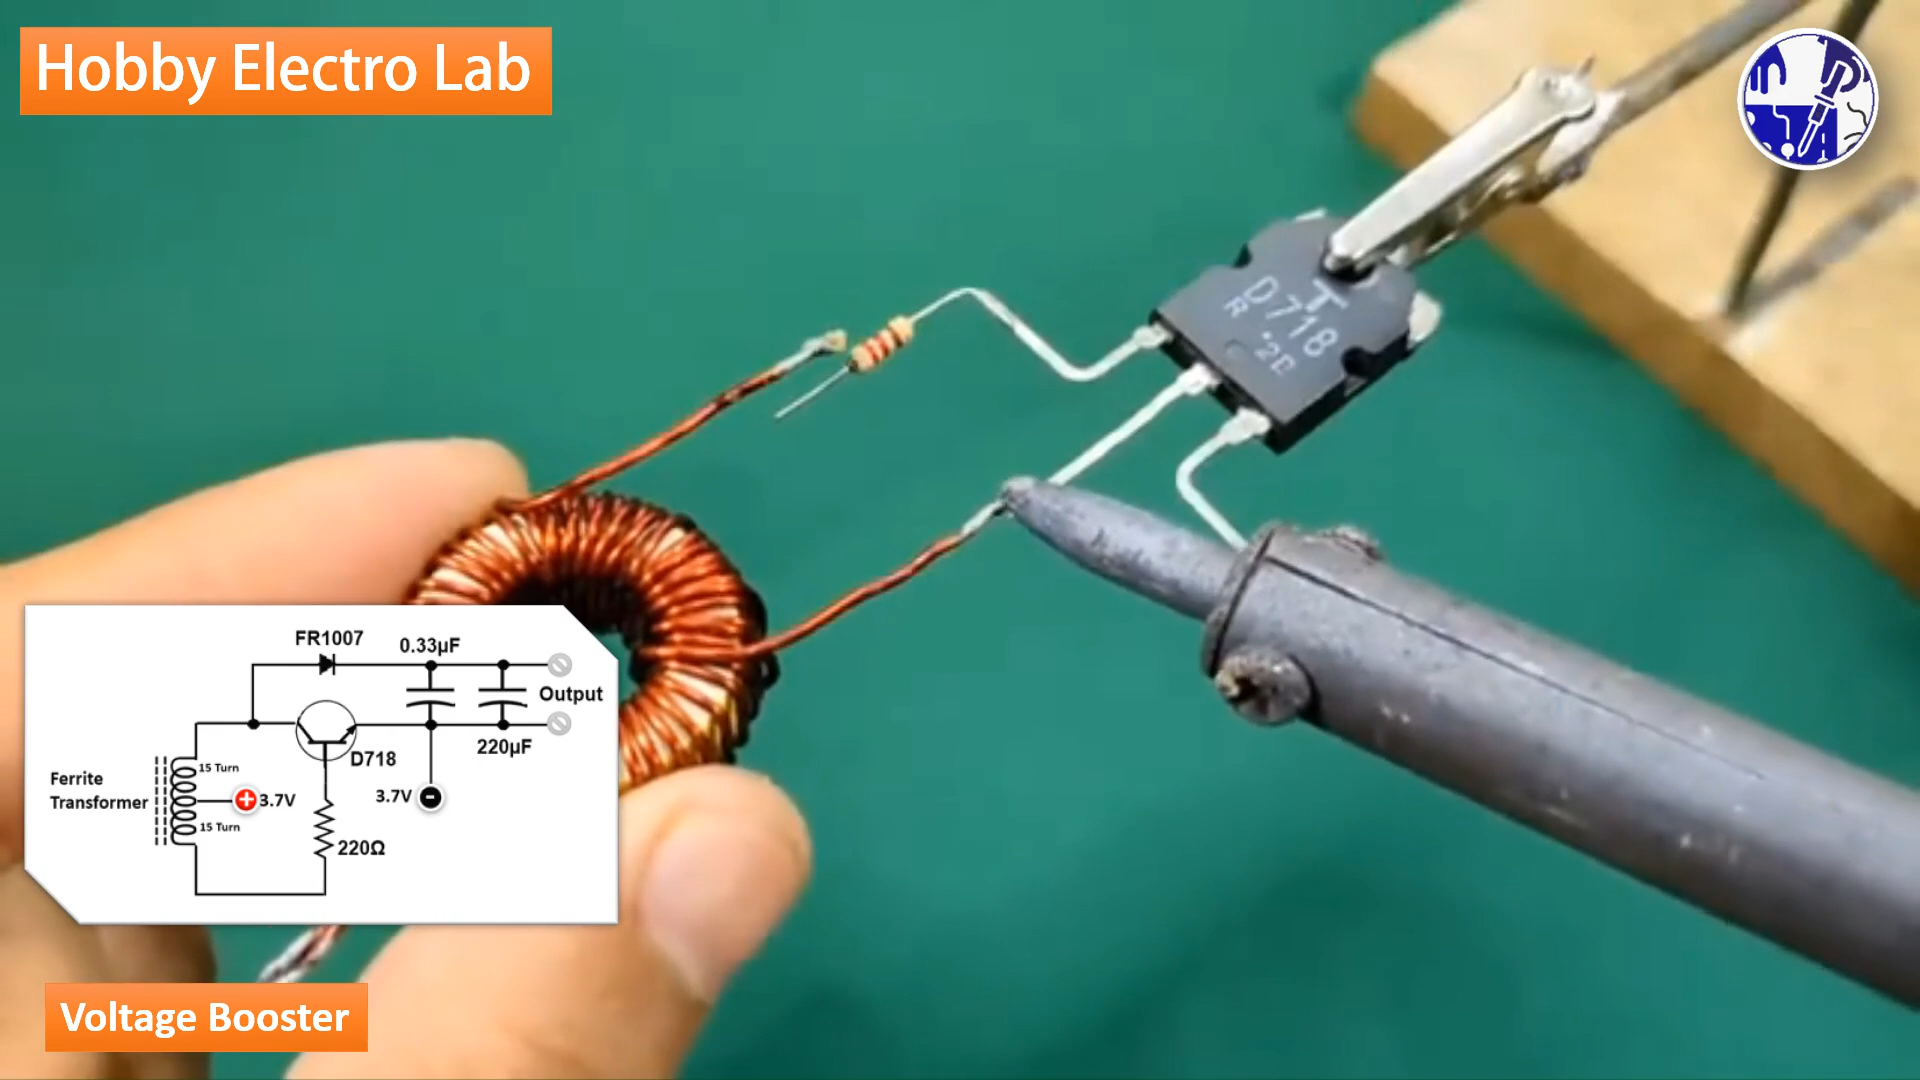 Hobby Electro Lab
T
D718
R
FR1007
0.33µF
Output
220µF
D718
15 Turn
Ferrite
Transformer
+ 3.7V
3.7V -
15 Turn
220Ω
Voltage Booster